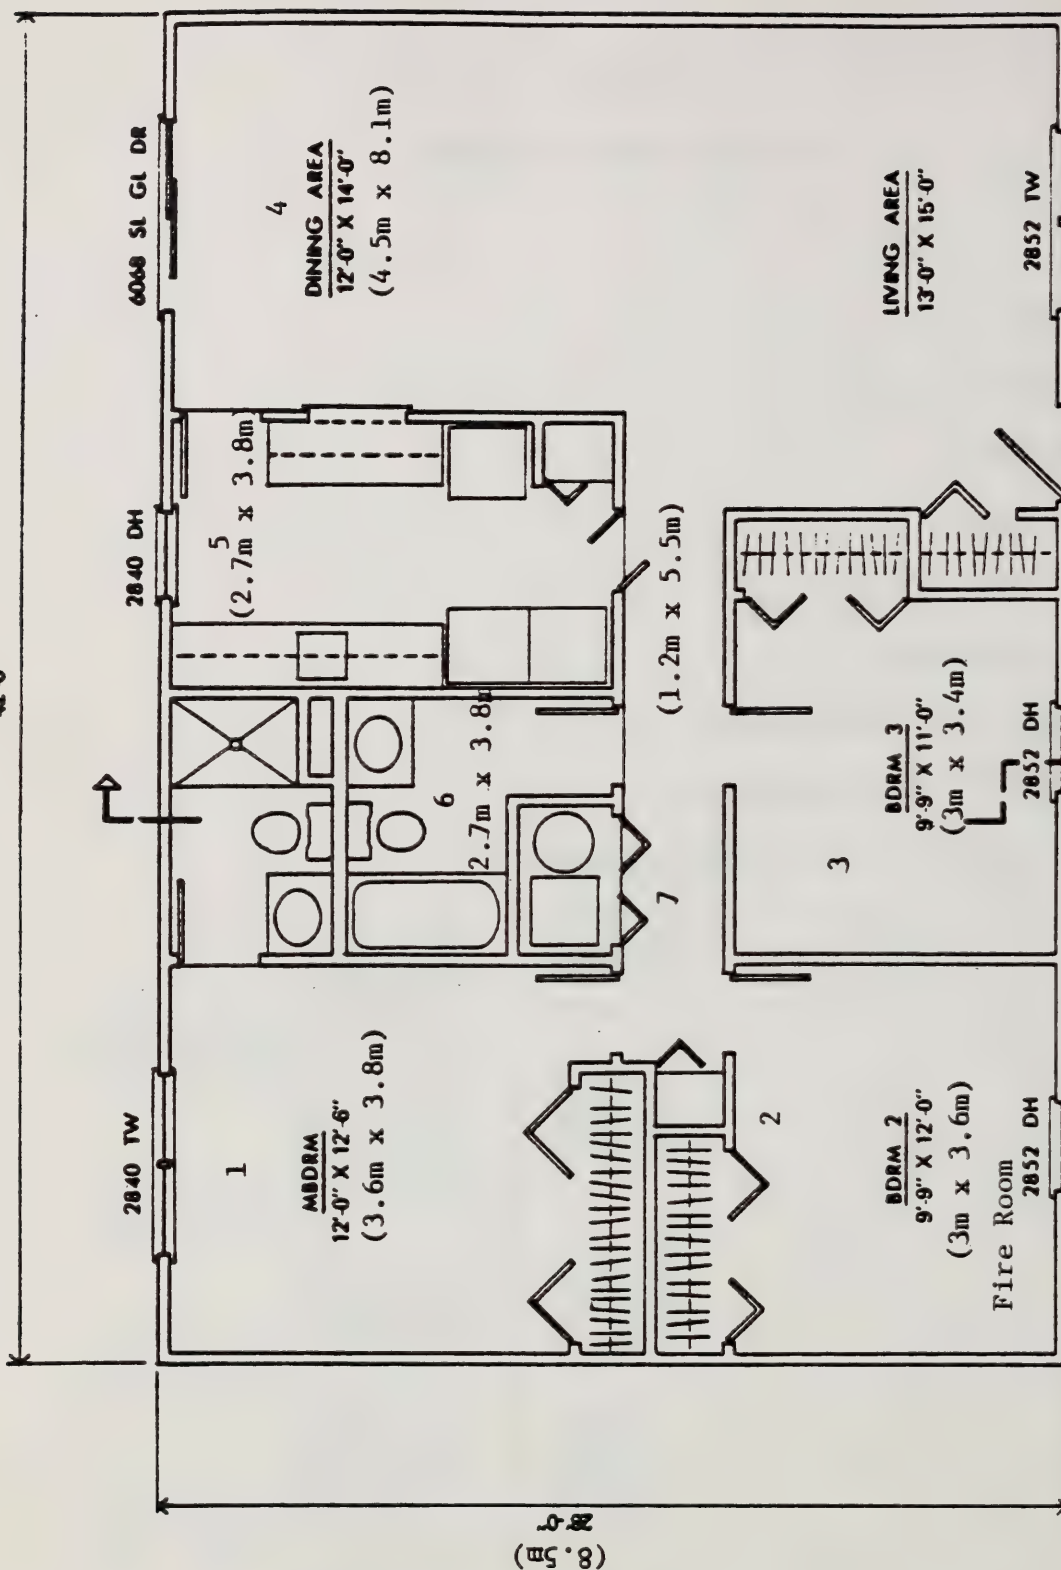 2840 TW
2840 DH
6068 SL GL DR
1
MBDRM
12'-0" X 12'-6"
(3.6m x 3.8m)
5
(2.7m x 3.8m)
4
DINING AREA
12'-0" X 14'-0"
(4.5m x 8.1m)
6
2.7m x 3.8m
7
(1.2m x 5.5m)
2
BDRM 2
9'-9" X 12'-0"
(3m x 3.6m)
Fire Room
2852 DH
3
BDRM 3
9'-9" X 11'-0"
(3m x 3.4m)
2852 DH
LIVING AREA
13'-0" X 15'-0"
2852 TW
28'-0"
(8.5m)